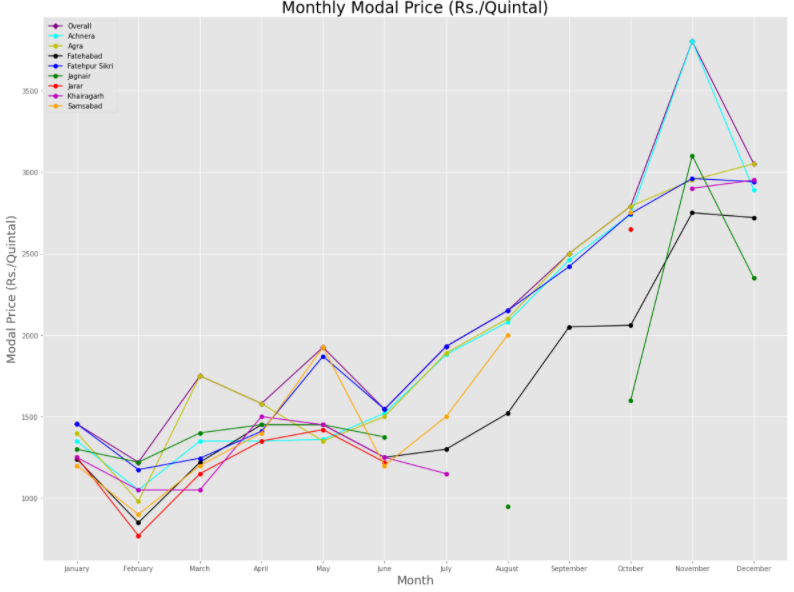 Monthly Modal Price (Rs./Quintal)
Overall
Achnera
Agra
Fatehabad
Fatehpur Sikri
Jagnair
Jarar
Khairagarh
Samsabad
Modal Price (Rs./Quintal)
3500
3000
2500
2000
1500
1000
January February March April May June July August September October November December
Month